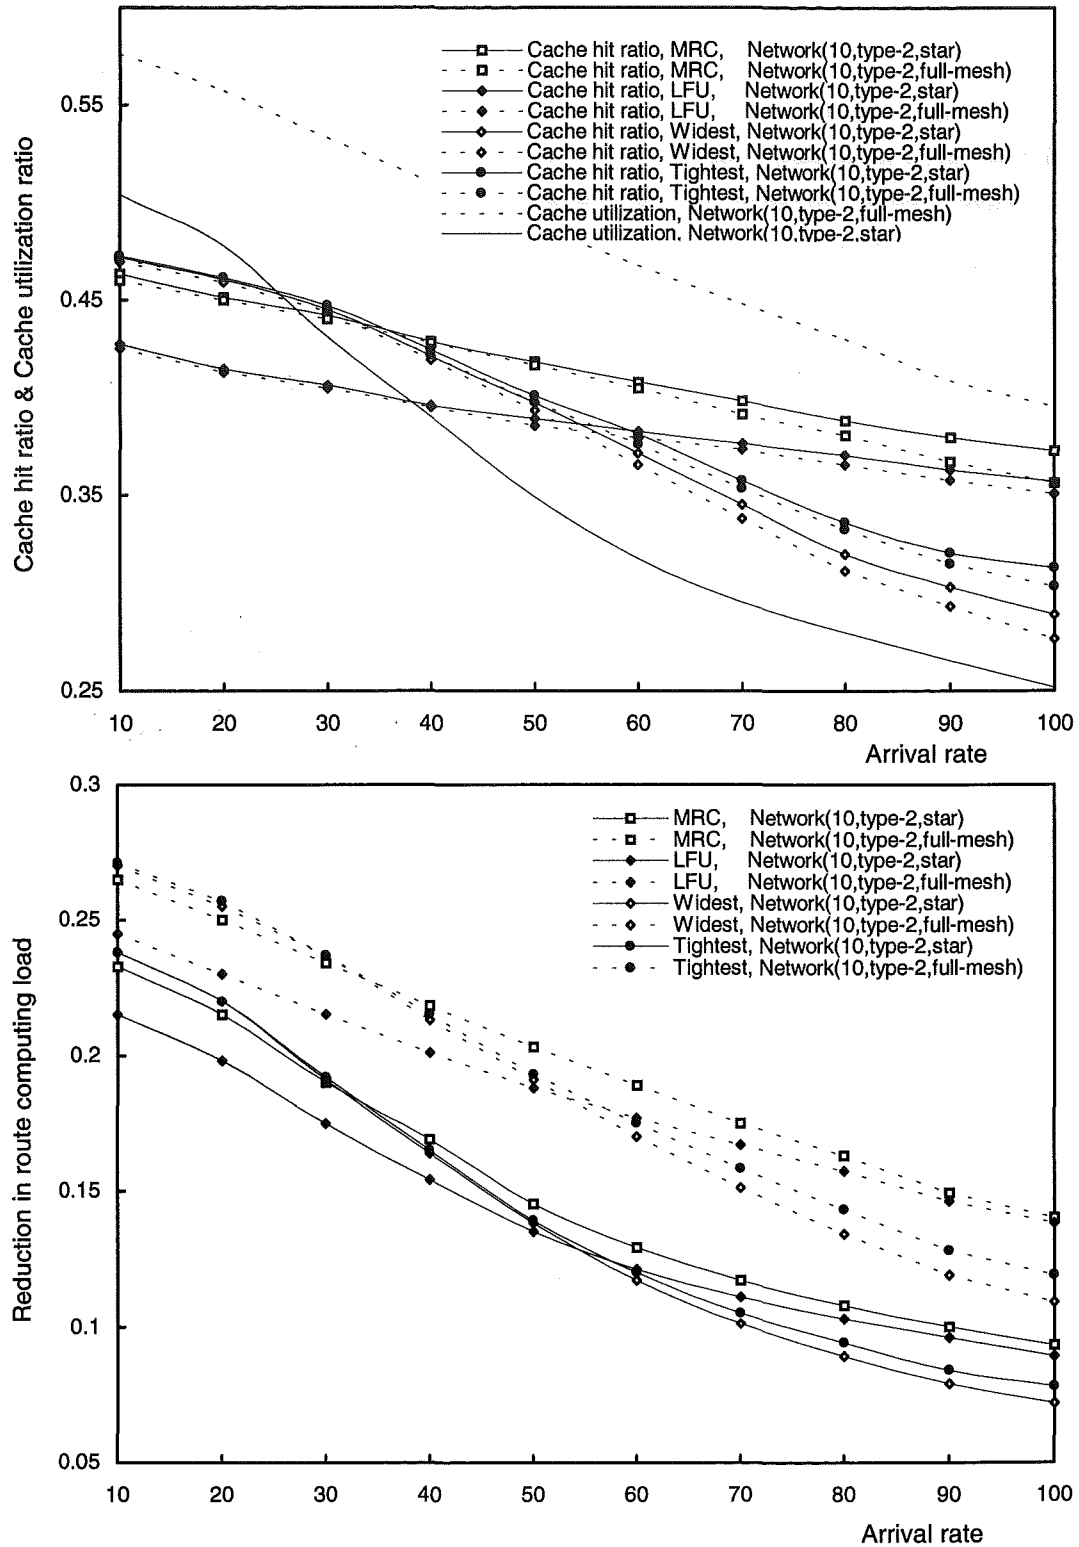 Cache hit ratio & Cache utilization ratio
0.55
0.45
0.35
0.25
Cache hit ratio, MRC, Network(10,type-2,star)
Cache hit ratio, MRC, Network(10,type-2,full-mesh)
Cache hit ratio, LFU, Network(10,type-2,star)
Cache hit ratio, LFU, Network(10,type-2,full-mesh)
Cache hit ratio, Widest, Network(10,type-2,star)
Cache hit ratio, Widest, Network(10,type-2,full-mesh)
Cache hit ratio, Tightest, Network(10,type-2,star)
Cache hit ratio, Tightest, Network(10,type-2,full-mesh)
Cache utilization, Network(10,type-2,full-mesh)
Cache utilization, Network(10,type-2,star)
10 20 30 40 50 60 70 80 90 100
Arrival rate
Reduction in route computing load
0.3
0.25
0.2
0.15
0.1
0.05
MRC, Network(10,type-2,star)
MRC, Network(10,type-2,full-mesh)
LFU, Network(10,type-2,star)
LFU, Network(10,type-2,full-mesh)
Widest, Network(10,type-2,star)
Widest, Network(10,type-2,full-mesh)
Tightest, Network(10,type-2,star)
Tightest, Network(10,type-2,full-mesh)
10 20 30 40 50 60 70 80 90 100
Arrival rate